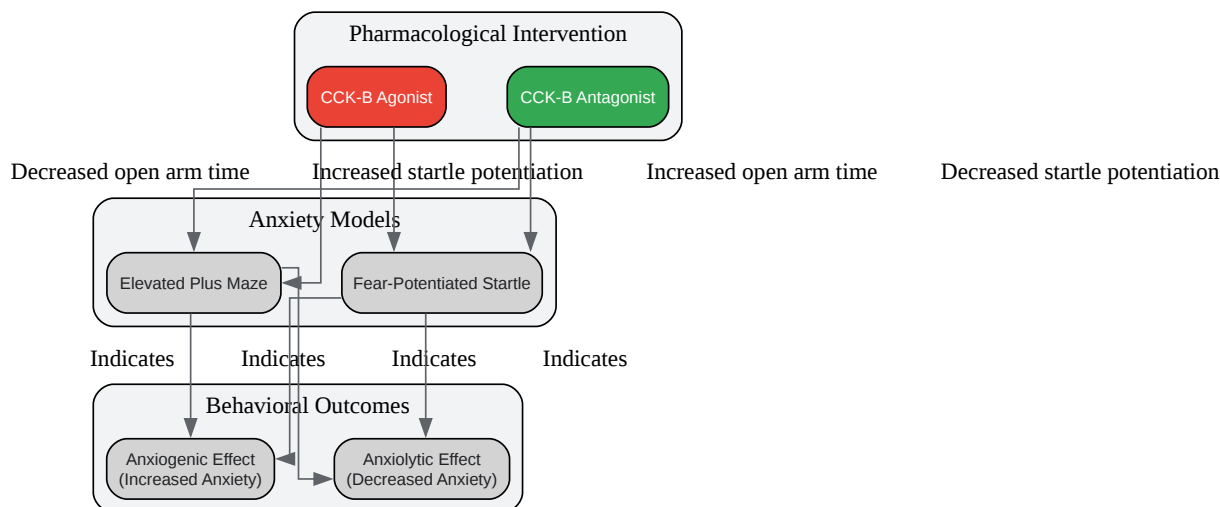 Pharmacological Intervention
CCK-B Agonist
CCK-B Antagonist
Decreased open arm time
Increased startle potentiation
Increased open arm time
Decreased startle potentiation
Anxiety Models
Elevated Plus Maze
Fear-Potentiated Startle
Indicates
Indicates
Indicates
Indicates
Behavioral Outcomes
Anxiogenic Effect
(Increased Anxiety)
Anxiolytic Effect
(Decreased Anxiety)